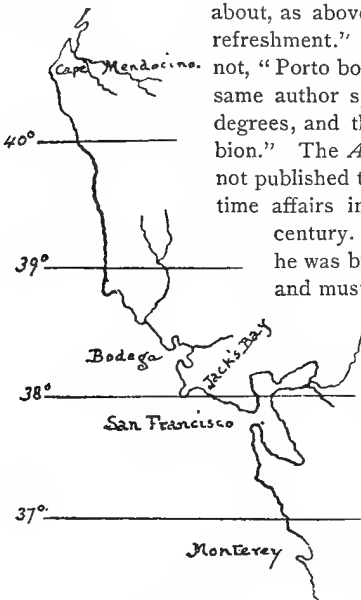 about, as above
refreshment."
not, "Porto bo
same author s
degrees, and th
bion." The A
not published t
time affairs in
century.
he was b
and must
Cape Mendocino.
40°
39°
Bodega
Jack's Bay
38°
San Francisco
37°
Monterey